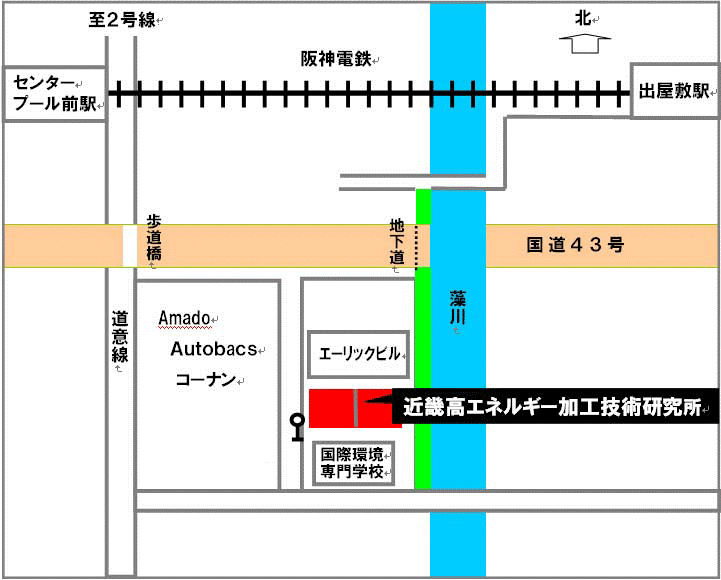 至２号線
北
阪神電鉄
センター
プール前駅
出屋敷駅
歩道橋
地下道
国道４３号
藻川
道意線
Amado
Autobacs
コーナン
エーリックビル
近畿高エネルギー加工技術研究所
国際環境
専門学校